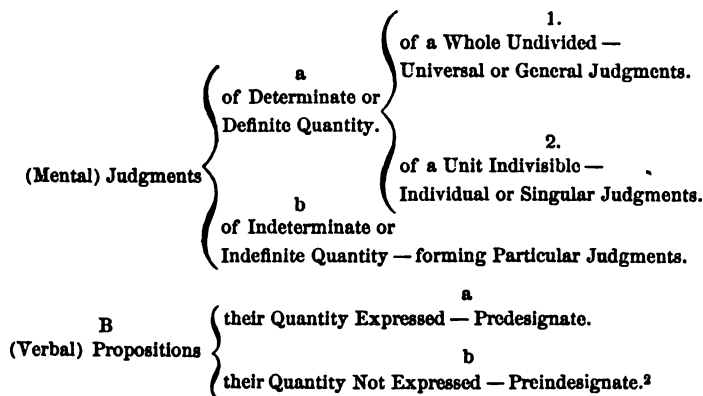 1.
of a Whole Undivided —
Universal or General Judgments.
a
of Determinate or
Definite Quantity.
2.
of a Unit Indivisible —
Individual or Singular Judgments.
(Mental) Judgments
b
of Indeterminate or
Indefinite Quantity — forming Particular Judgments.
a
their Quantity Expressed — Predesignate.
B
(Verbal) Propositions
b
their Quantity Not Expressed — Preindesignate.²